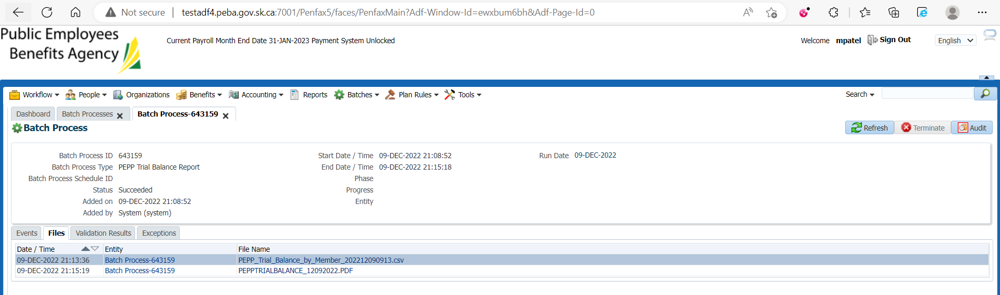 Not secure testadf4.peba.gov.sk.ca:7001/Penfax5/faces/PenfaxMain?Adf-Window-Id=ewxbum6bh&Adf-Page-Id=0
Public Employees
Benefits Agency
Current Payroll Month End Date 31-JAN-2023 Payment System Unlocked
Welcome mpatel Sign Out English
Workflow People Organizations Benefits Accounting Reports Batches Plan Rules Tools Search
Dashboard Batch Processes Batch Process-643159
Batch Process Refresh Terminate Audit
Batch Process ID 643159 Start Date / Time 09-DEC-2022 21:08:52 Run Date 09-DEC-2022
Batch Process Type PEPP Trial Balance Report End Date / Time 09-DEC-2022 21:15:18
Batch Process Schedule ID Phase
Status Succeeded Progress
Added on 09-DEC-2022 21:08:52 Entity
Added by System (system)
Events Files Validation Results Exceptions
Date / Time Entity File Name
09-DEC-2022 21:13:36 Batch Process-643159 PEPP_Trial_Balance_by_Member_202212090913.csv
09-DEC-2022 21:15:19 Batch Process-643159 PEPPTRIALBALANCE_12092022.PDF